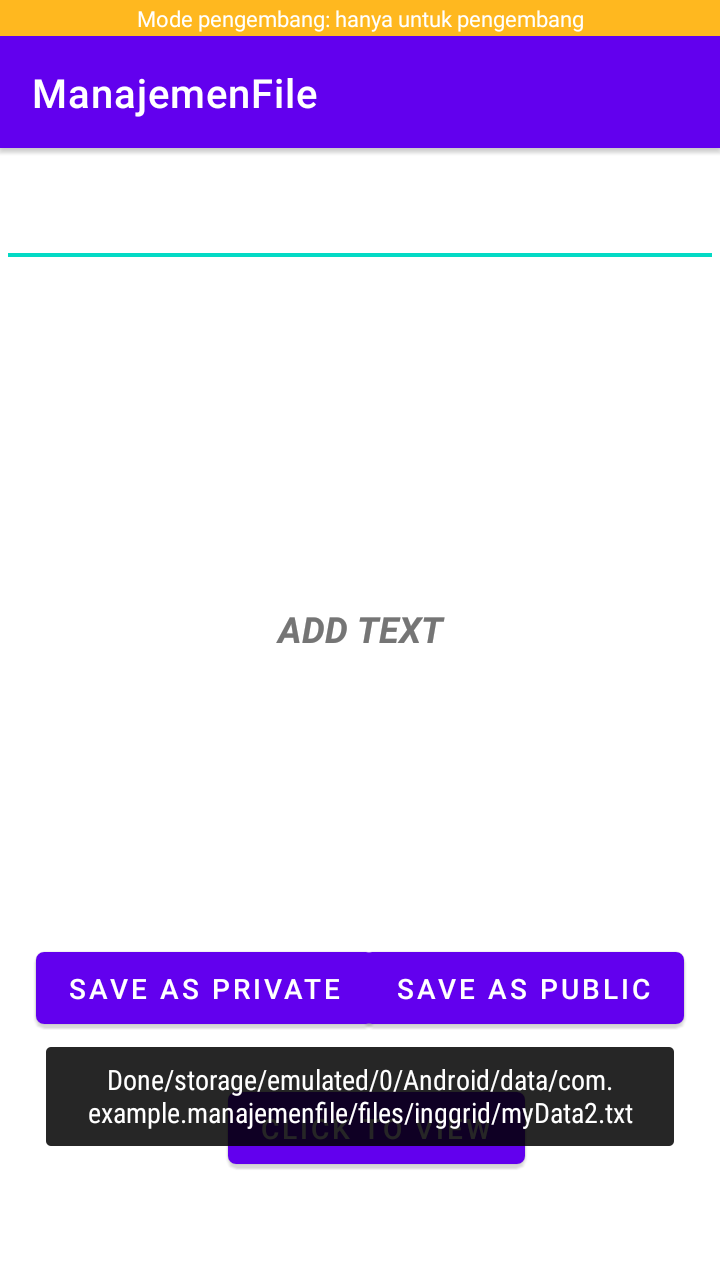 Mode pengembang: hanya untuk pengembang
ManajemenFile
ADD TEXT
SAVE AS PRIVATE
SAVE AS PUBLIC
Done/storage/emulated/0/Android/data/com.
example.manajemenfile/files/inggrid/myData2.txt
CLICK TO VIEW